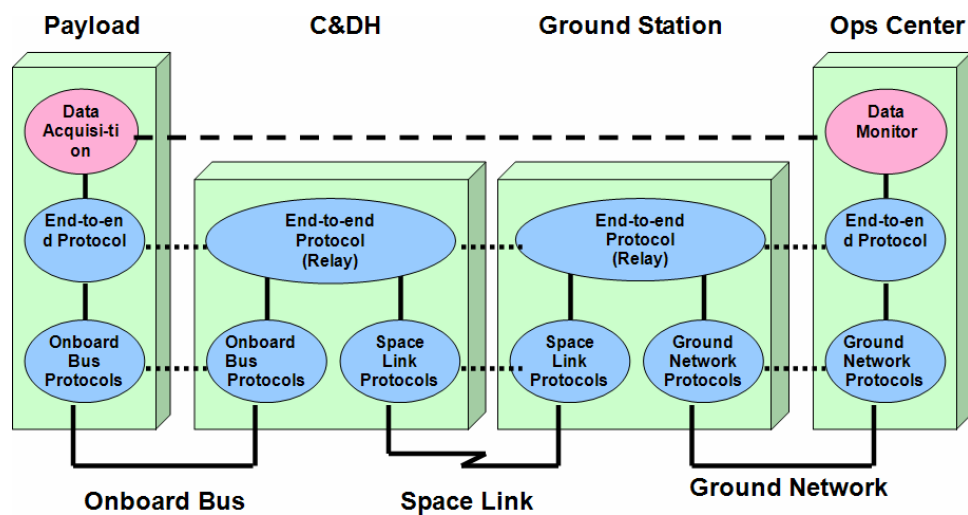 Payload
C&DH
Ground Station
Ops Center
Data
Acquisi-ti
on
Data
Monitor
End-to-en
d Protocol
End-to-end
Protocol
(Relay)
End-to-end
Protocol
(Relay)
End-to-en
d Protocol
Onboard
Bus
Protocols
Onboard
Bus
Protocols
Space
Link
Protocols
Space
Link
Protocols
Ground
Network
Protocols
Ground
Network
Protocols
Onboard Bus
Space Link
Ground Network